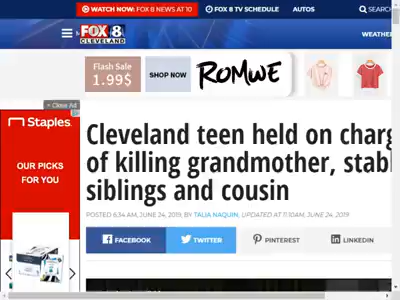 WATCH NOW: FOX 8 NEWS AT 10
FOX 8 TV SCHEDULE
AUTOS
SEARCH
FOX 8
CLEVELAND
WEATHER
Flash Sale
1.99$
SHOP NOW
ROMWE
× Close Ad
Staples.
OUR PICKS
FOR YOU
Cleveland teen held on charg
of killing grandmother, stabb
siblings and cousin
POSTED 6:34 AM, JUNE 24, 2019, BY TALIA NAQUIN, UPDATED AT 11:10AM, JUNE 24, 2019
FACEBOOK
TWITTER
PINTEREST
LINKEDIN